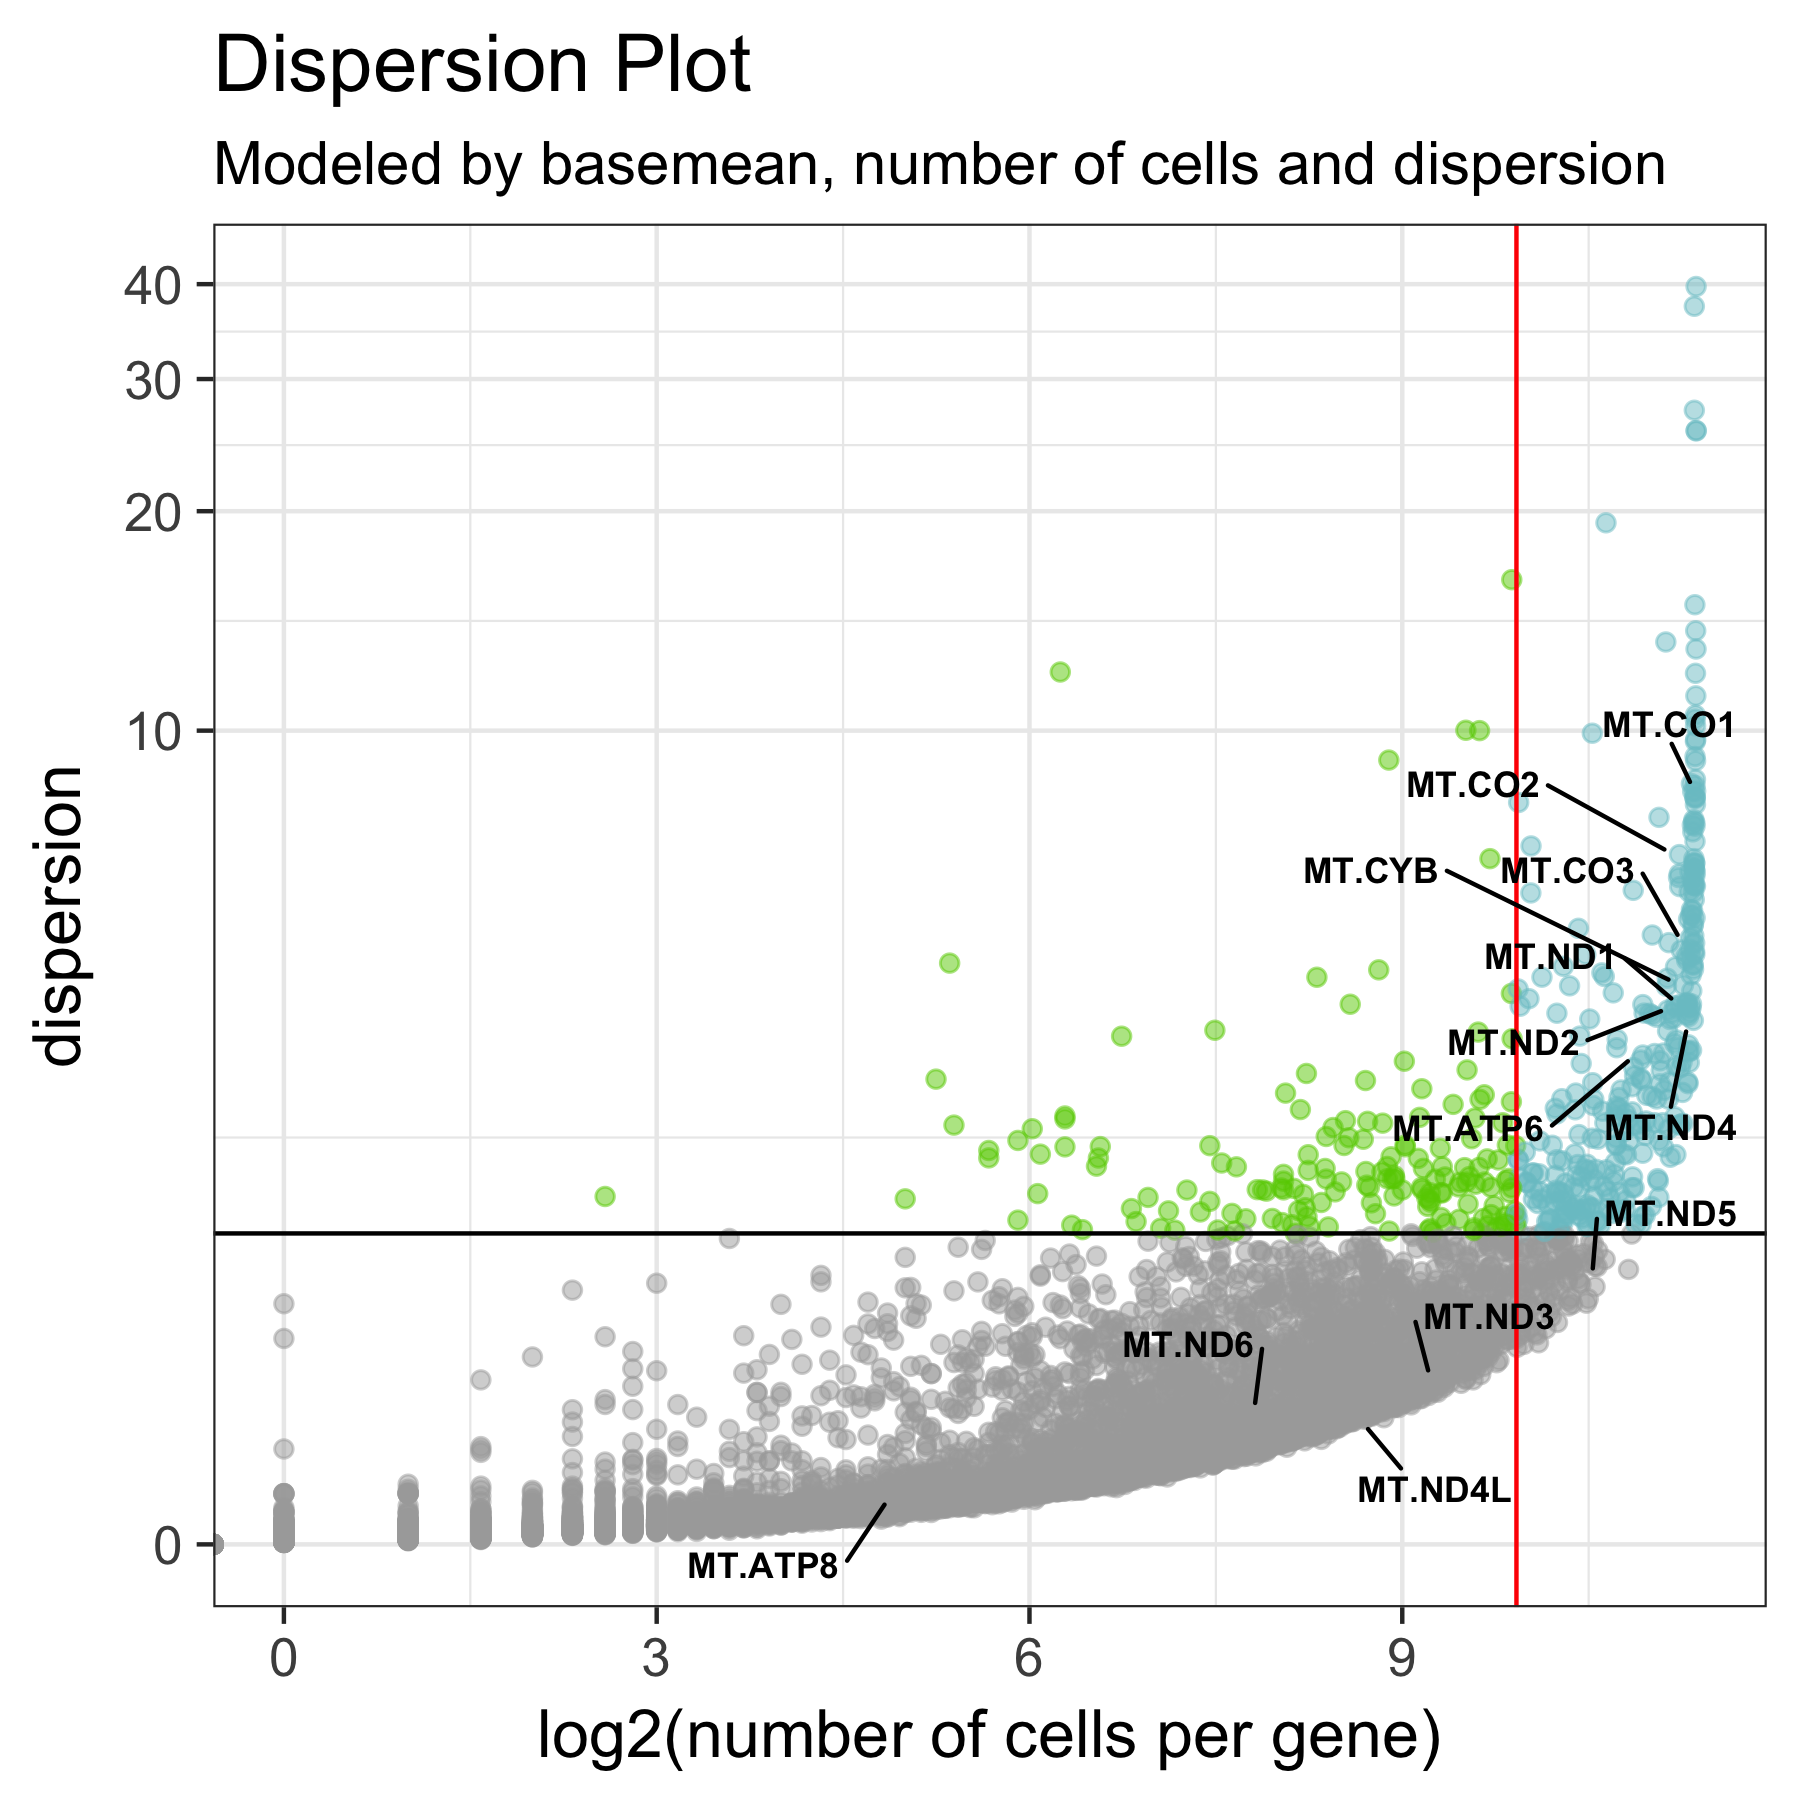 Dispersion Plot
Modeled by basemean, number of cells and dispersion
40
30
20
10
0
dispersion
MT.CO1
MT.CO2
MT.CYB
MT.CO3
MT.ND1
MT.ND2
MT.ATP6
MT.ND4
MT.ND5
MT.ND3
MT.ND6
MT.ND4L
MT.ATP8
0 3 6 9
log2(number of cells per gene)